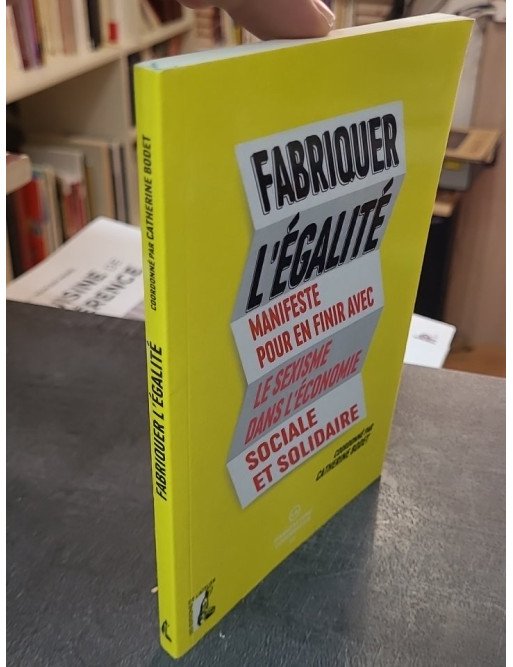 FABRIQUER
L'ÉGALITÉ
MANIFESTE
POUR EN FINIR AVEC
LE SEXISME
DANS L'ÉCONOMIE
SOCIALE
ET SOLIDAIRE
COORDONNÉ PAR
CATHERINE BODET
FABRIQUER L'ÉGALITÉ COORDONNÉ PAR CATHERINE BODET